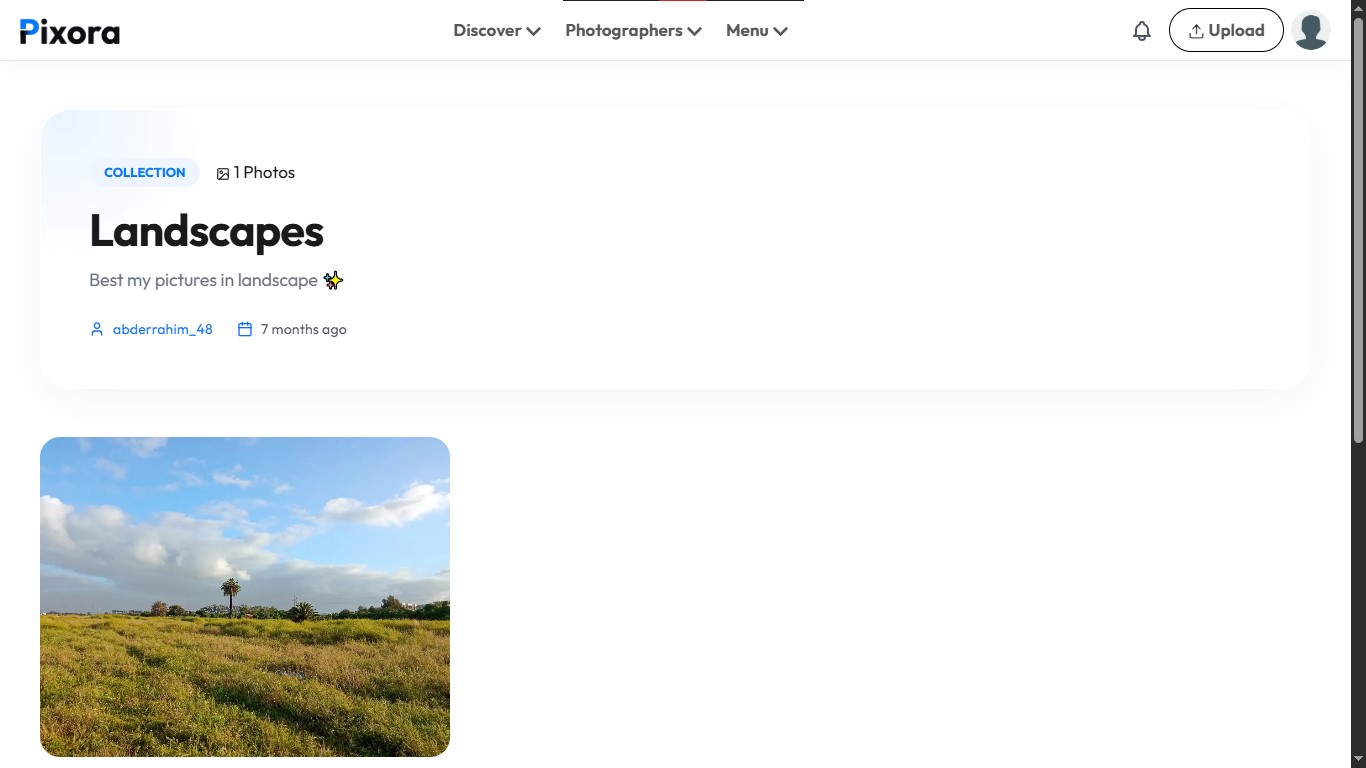 Pixora
Discover Photographers Menu Upload
COLLECTION 1 Photos
Landscapes
Best my pictures in landscape ✨
abderrahim_48 7 months ago